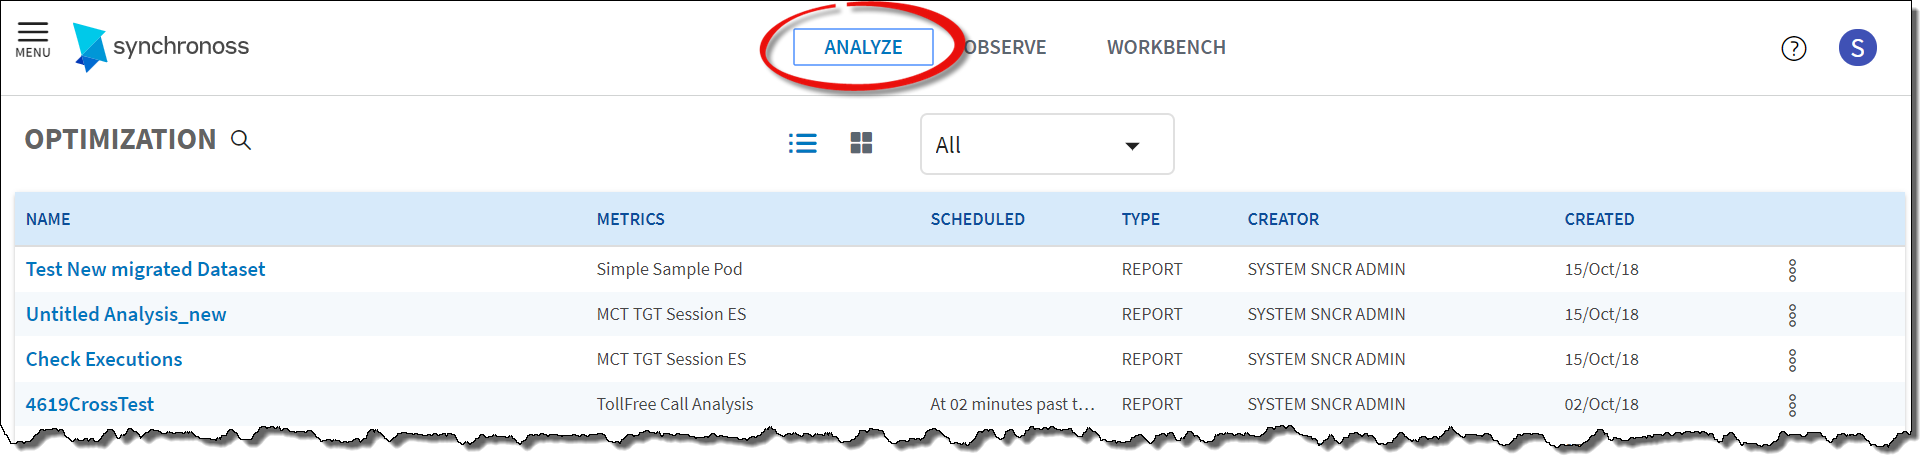 MENU
synchronoss
ANALYZE
OBSERVE
WORKBENCH
?
S
OPTIMIZATION
All
NAME METRICS SCHEDULED TYPE CREATOR CREATED
Test New migrated Dataset Simple Sample Pod REPORT SYSTEM SNCR ADMIN 15/Oct/18
Untitled Analysis_new MCT TGT Session ES REPORT SYSTEM SNCR ADMIN 15/Oct/18
Check Executions MCT TGT Session ES REPORT SYSTEM SNCR ADMIN 15/Oct/18
4619CrossTest TollFree Call Analysis At 02 minutes past t... REPORT SYSTEM SNCR ADMIN 02/Oct/18